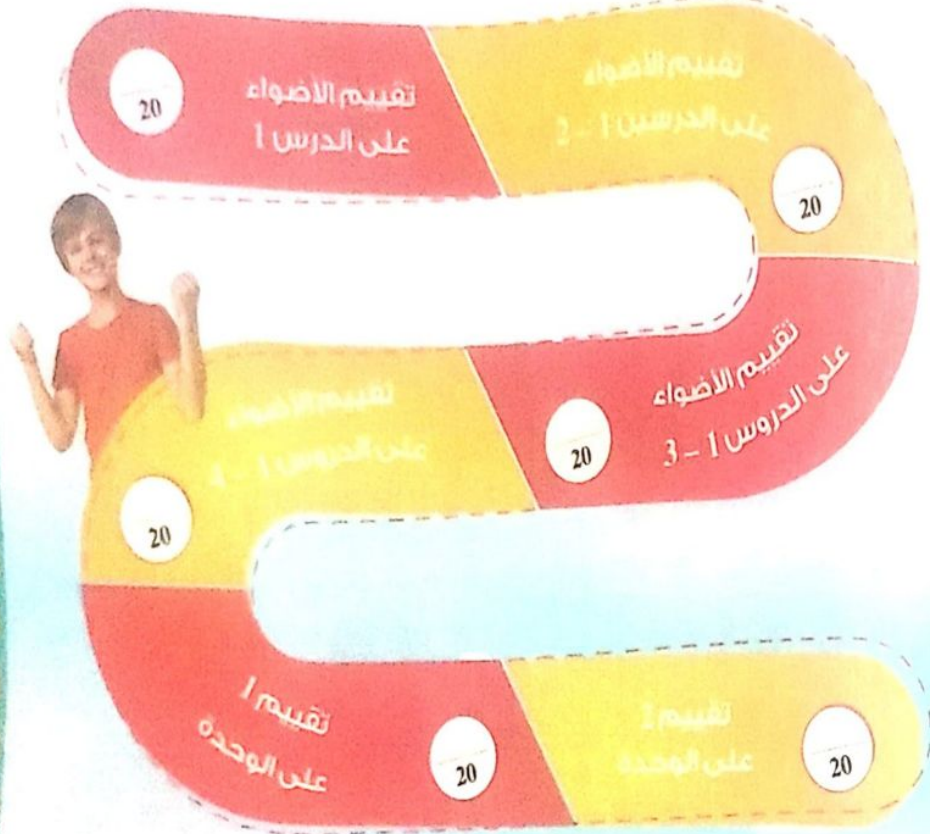 تقييم الأضواء
على الدرس 1
20
تقييم الأضواء
على الدرسين 1 – 2
20
تقييم الأضواء
على الدروس 1 – 3
20
تقييم الأضواء
على الدروس 1 – 4
20
تقييم 1
على الوحدة
20
تقييم 2
على الوحدة
20